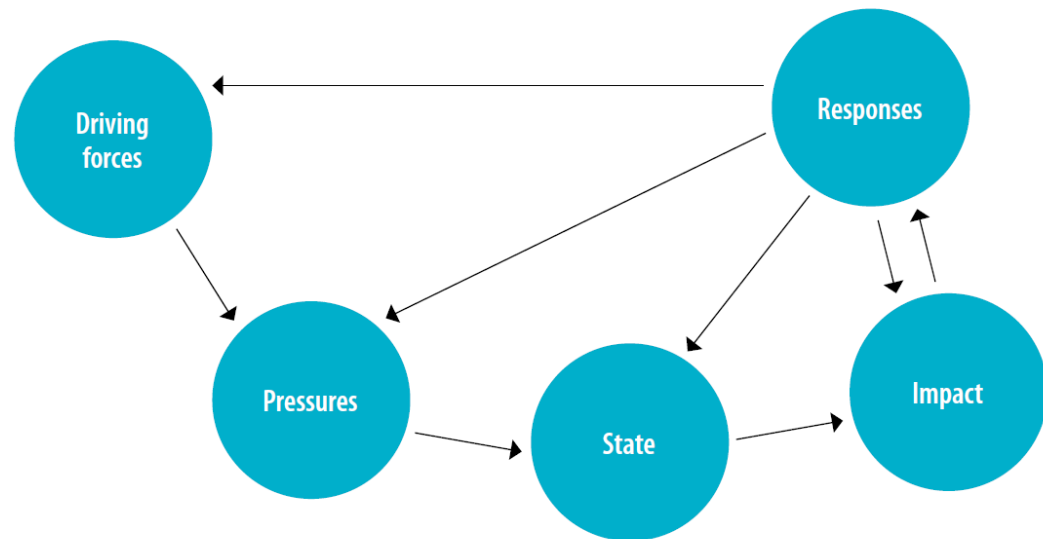 Driving
forces
Responses
Pressures
State
Impact